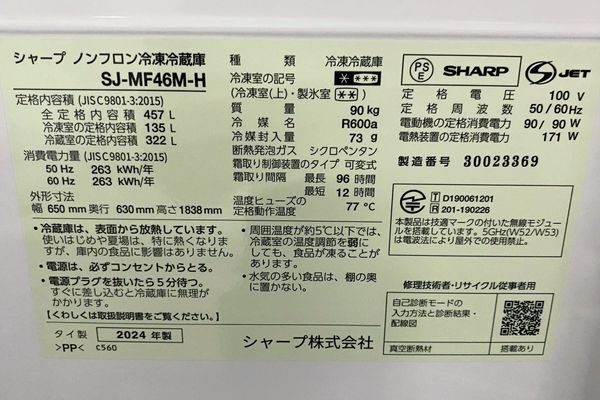 シャープ ノンフロン冷凍冷蔵庫
SJ-MF46M-H
定格内容積 (JIS C 9801-3:2015)
全定格内容積 457 L
冷凍室の定格内容積 135 L
冷蔵室の定格内容積 322 L
消費電力量 (JIS C 9801-3:2015)
50 Hz 263 kWh/年
60 Hz 263 kWh/年
外形寸法
幅 650 mm 奥行 630 mm 高さ 1838 mm
種類 冷凍冷蔵庫
冷凍室の記号
(冷凍室(上)・製氷室 )
質量 90 kg
冷媒名 R600a
冷媒封入量 73 g
断熱発泡ガス シクロペンタン
霜取り制御装置のタイプ 可変式
霜取り間隔 最長 96 時間
最短 12 時間
温度ヒューズの
定格動作温度 77 ℃
PS
E
SHARP
S JET
定格電圧 100 V
定格周波数 50/60Hz
電動機の定格消費電力 90/ 90 W
電熱装置の定格消費電力 171 W
製造番号 30023369
T D190061201
R 201-190226
本製品は技適マークの付いた無線モジュール
を搭載しています。5GHz(W52/W53)
は電波法により屋外で使用禁止です。
• 冷蔵庫は、表面から放熱しています。
使いはじめや夏場は、特に熱くなります
が、庫内の食品に影響はありません。
• 電源は、必ずコンセントからとる。
• 電源プラグを抜いたら5分待つ。
すぐに差し込むと冷蔵庫に無理が
かかります。
【くわしくは取扱説明書をご覧ください】
• 周囲温度が約5℃以下では、
冷蔵室の温度調節を弱に
しても、食品が凍ることが
あります。
• 水気の多い食品は、棚の奥
に置かない。
修理技術者・リサイクル従事者用
自己診断モードの
入力方法と診断結果・
配線図
真空断熱材 搭載あり
タイ製 2024 年製
>PP< C560
シャープ株式会社